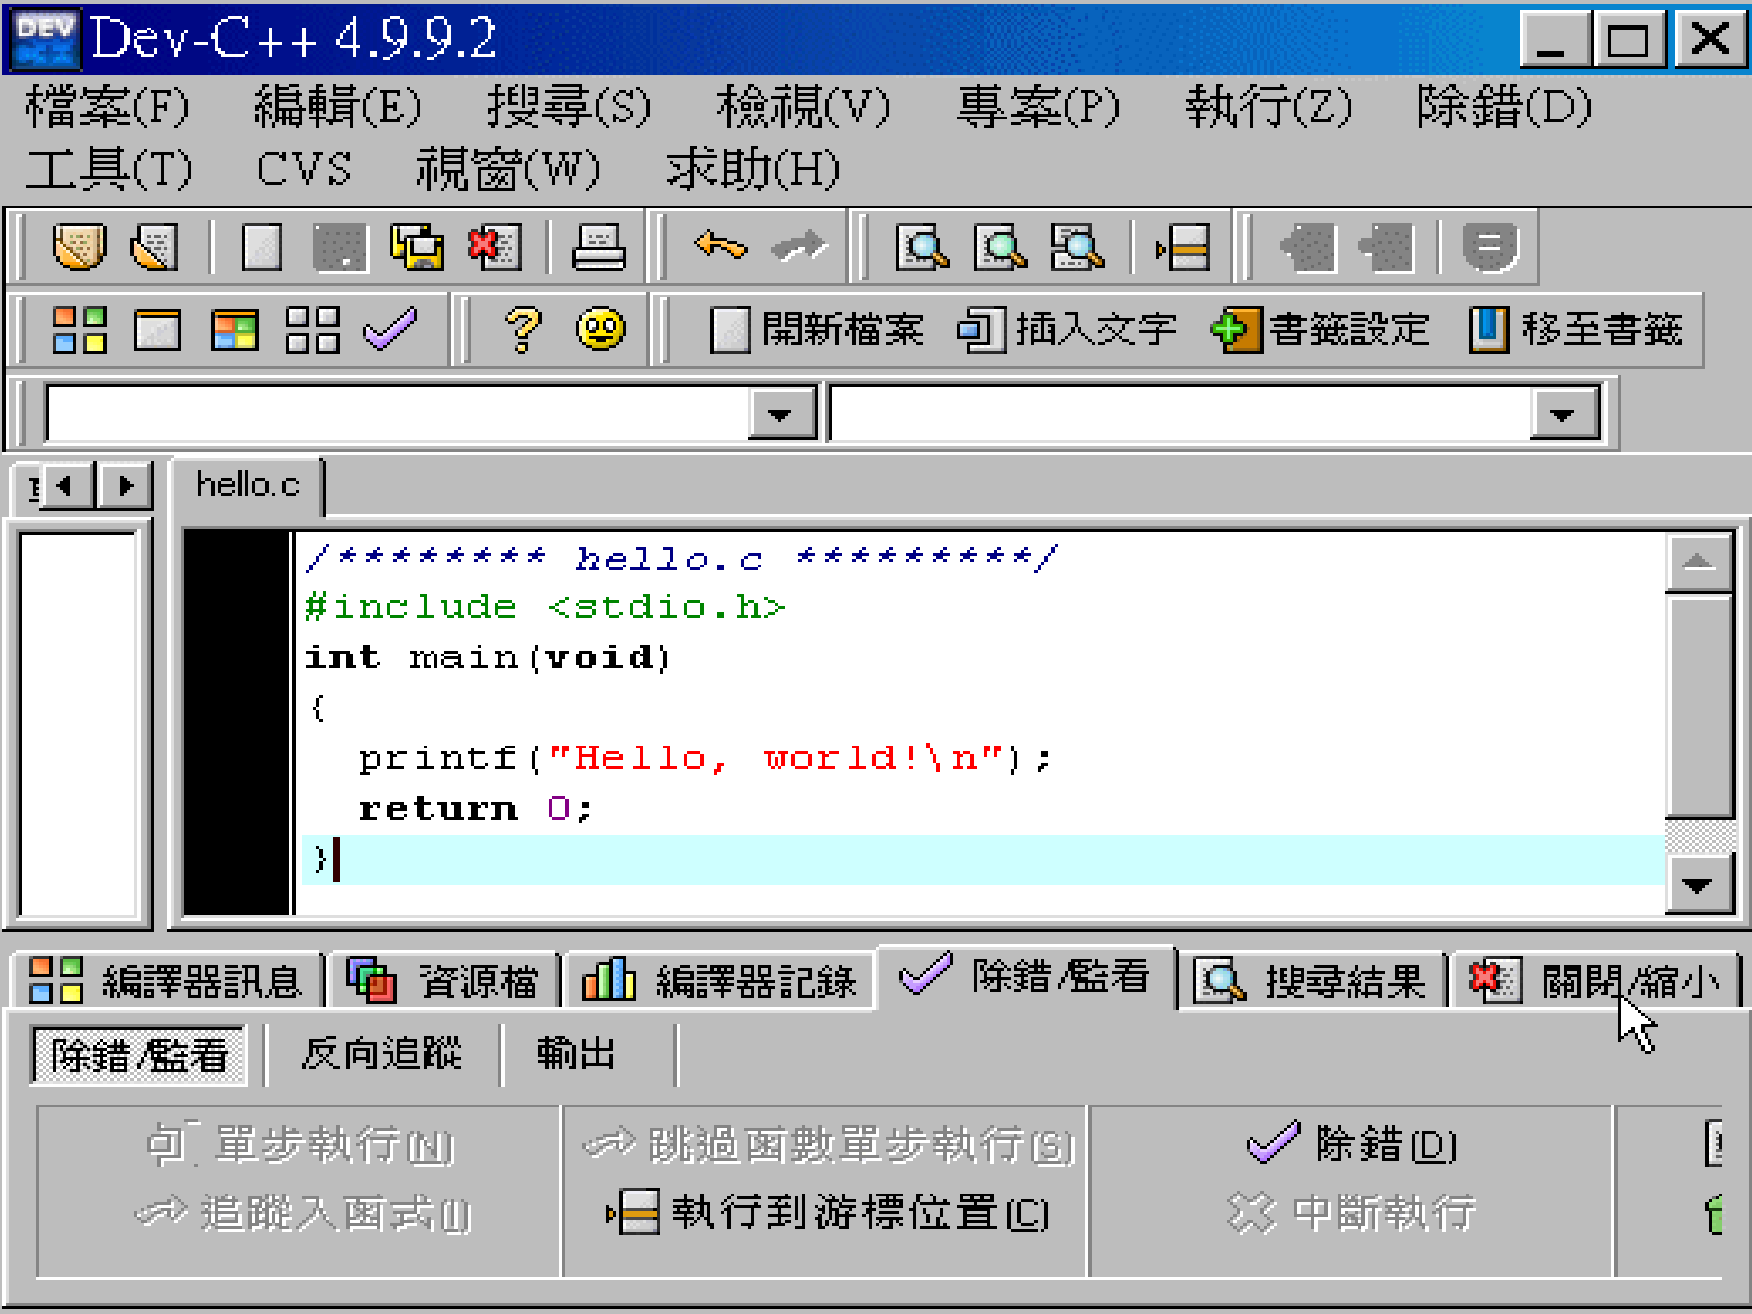 Dev-C++ 4.9.9.2
檔案(F) 編輯(E) 搜尋(S) 檢視(V) 專案(P) 執行(Z) 除錯(D)
工具(T) CVS 視窗(W) 求助(H)
開新檔案 插入文字 書籤設定 移至書籤
hello.c
/******** hello.c *********/
#include <stdio.h>
int main(void)
{
printf("Hello, world!\n");
return 0;
}
編譯器訊息 資源檔 編譯器記錄 除錯/監看 搜尋結果 關閉/縮小
除錯/監看 反向追蹤 輸出
單步執行(N) 跳過函數單步執行(S) 除錯(D)
追蹤入函式(I) 執行到游標位置(C) 中斷執行